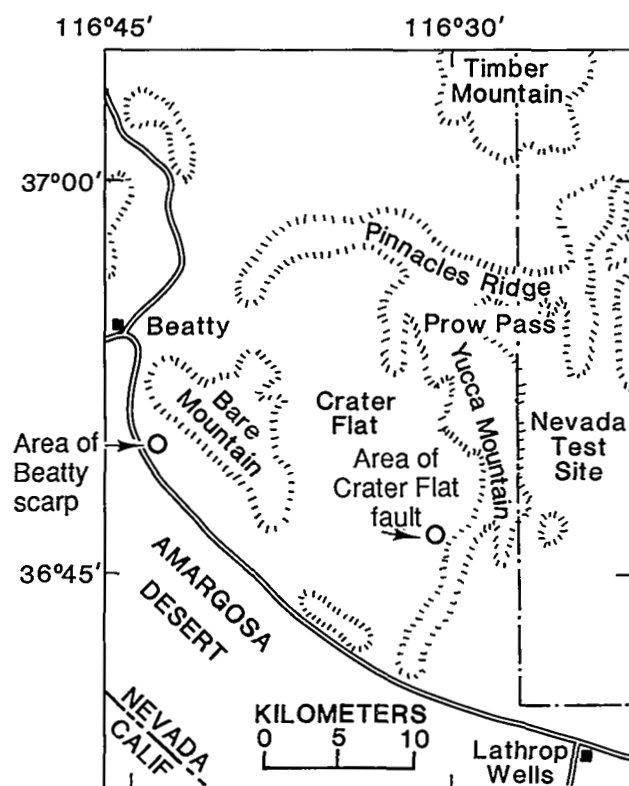 116°45′ 116°30′
Timber
Mountain
37°00′
Pinnacles Ridge
Beatty
Prow Pass
Bare
Mountain
Yucca Mountain
Crater
Flat
Nevada
Test
Site
Area of
Beatty
scarp
Area of
Crater Flat
fault
36°45′
AMARGOSA
DESERT
NEVADA
CALIF
KILOMETERS
0 5 10
Lathrop
Wells